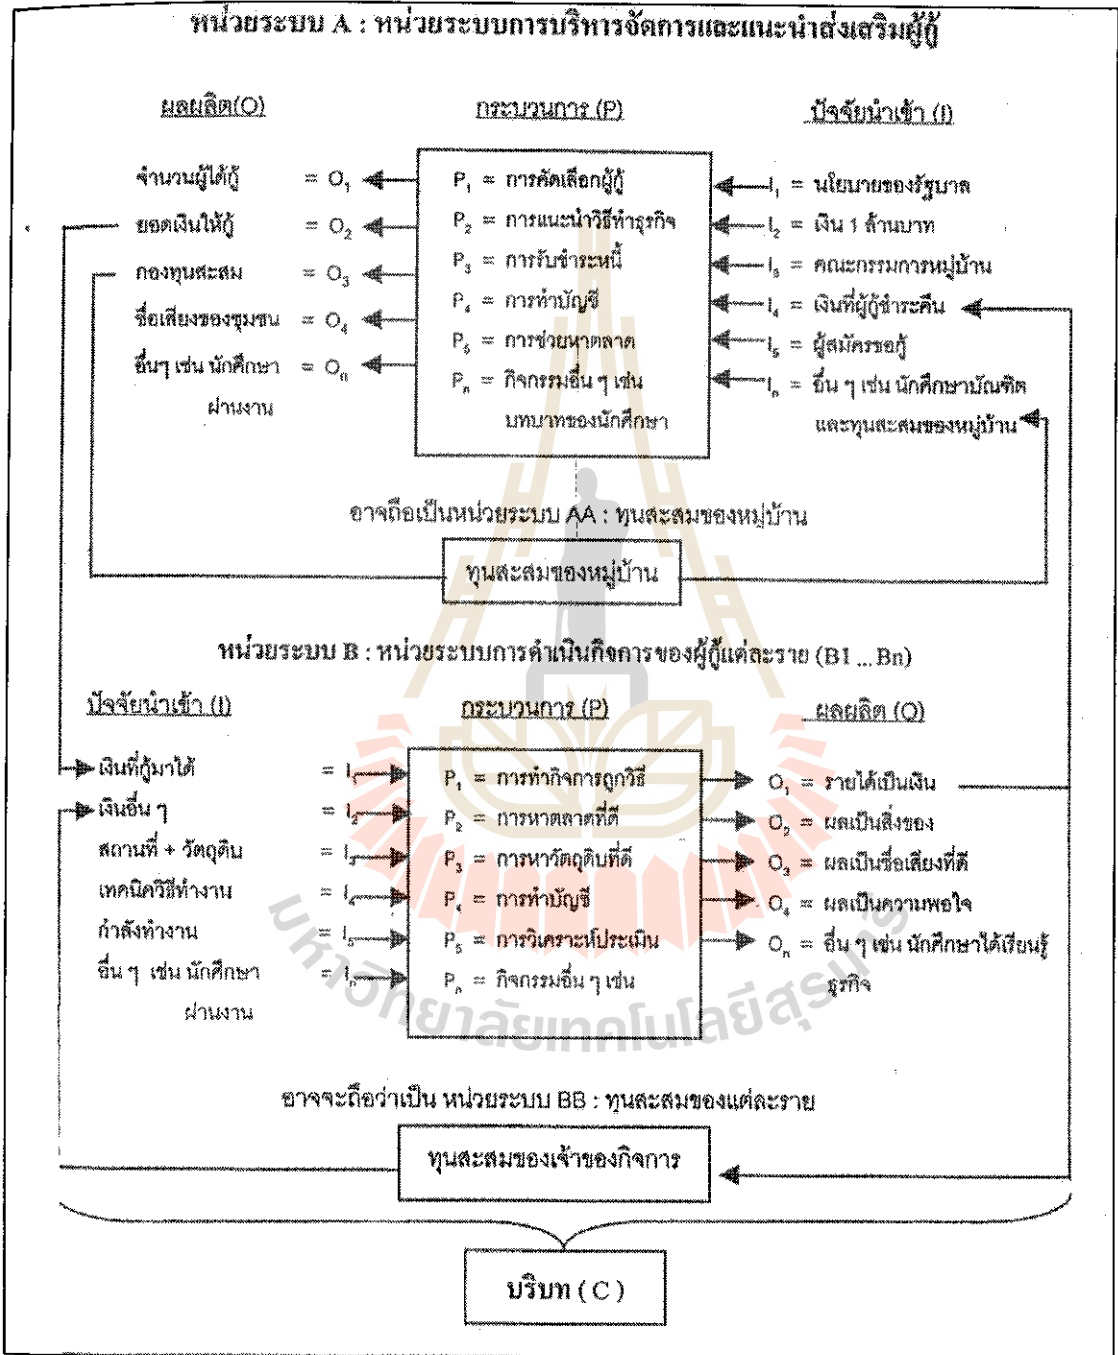 หน่วยระบบ A : หน่วยระบบการบริหารจัดการและแนะนำส่งเสริมผู้กู้
ผลผลิต(O) กระบวนการ (P) ปัจจัยนำเข้า (I)
จำนวนผู้ได้กู้ = O₁ P₁ = การคัดเลือกผู้กู้ I₁ = นโยบายของรัฐบาล
ยอดเงินให้กู้ = O₂ P₂ = การแนะนำวิธีทำธุรกิจ I₂ = เงิน 1 ล้านบาท
กองทุนสะสม = O₃ P₃ = การรับชำระหนี้ I₃ = คณะกรรมการหมู่บ้าน
ชื่อเสียงของชุมชน = O₄ P₄ = การทำบัญชี I₄ = เงินที่ผู้กู้ชำระคืน
อื่นๆ เช่น นักศึกษา = Oₙ P₅ = การช่วยหาตลาด I₅ = ผู้สมัครขอกู้
ผ่านงาน Pₙ = กิจกรรมอื่น ๆ เช่น Iₙ = อื่น ๆ เช่น นักศึกษาบัณฑิต
บทบาทของนักศึกษา และทุนสะสมของหมู่บ้าน
อาจถือเป็นหน่วยระบบ AA : ทุนสะสมของหมู่บ้าน
ทุนสะสมของหมู่บ้าน
หน่วยระบบ B : หน่วยระบบการดำเนินกิจการของผู้กู้แต่ละราย (B1 ... Bn)
ปัจจัยนำเข้า (I) กระบวนการ (P) ผลผลิต (O)
เงินที่กู้มาได้ = I₁ P₁ = การทำกิจการถูกวิธี O₁ = รายได้เป็นเงิน
เงินอื่น ๆ = I₂ P₂ = การหาตลาดที่ดี O₂ = ผลเป็นสิ่งของ
สถานที่ + วัตถุดิบ = I₃ P₃ = การหาวัตถุดิบที่ดี O₃ = ผลเป็นชื่อเสียงที่ดี
เทคนิควิธีทำงาน = I₄ P₄ = การทำบัญชี O₄ = ผลเป็นความพอใจ
กำลังทำงาน = I₅ P₅ = การวิเคราะห์ประเมิน Oₙ = อื่น ๆ เช่น นักศึกษาได้เรียนรู้
อื่น ๆ เช่น นักศึกษา = Iₙ Pₙ = กิจกรรมอื่น ๆ เช่น ธุรกิจ
ผ่านงาน
มหาวิทยาลัยเทคโนโลยีสุรนารี
อาจจะถือว่าเป็น หน่วยระบบ BB : ทุนสะสมของแต่ละราย
ทุนสะสมของเจ้าของกิจการ
บริบท ( C )